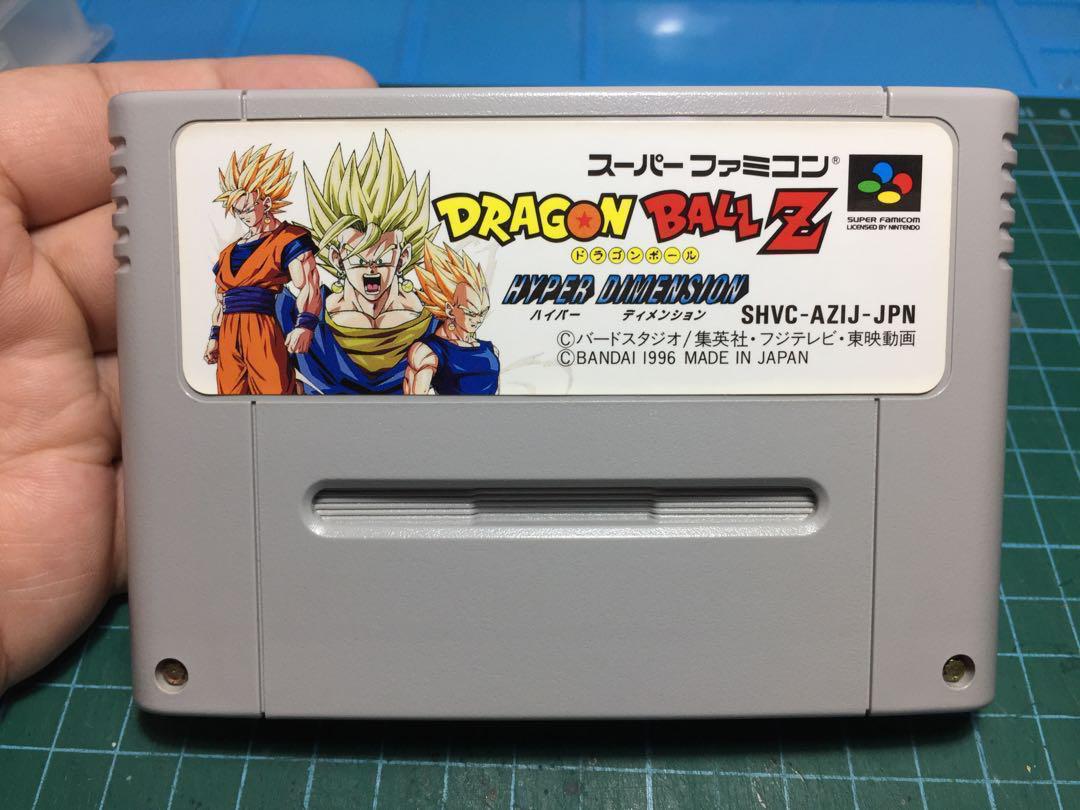 スーパーファミコン®
DRAGON BALL Z
ドラゴンボール
SUPER FAMICOM
LICENSED BY NINTENDO
HYPER DIMENSION
ハイパー ディメンション
SHVC-AZIJ-JPN
©バードスタジオ/集英社・フジテレビ・東映動画
©BANDAI 1996 MADE IN JAPAN